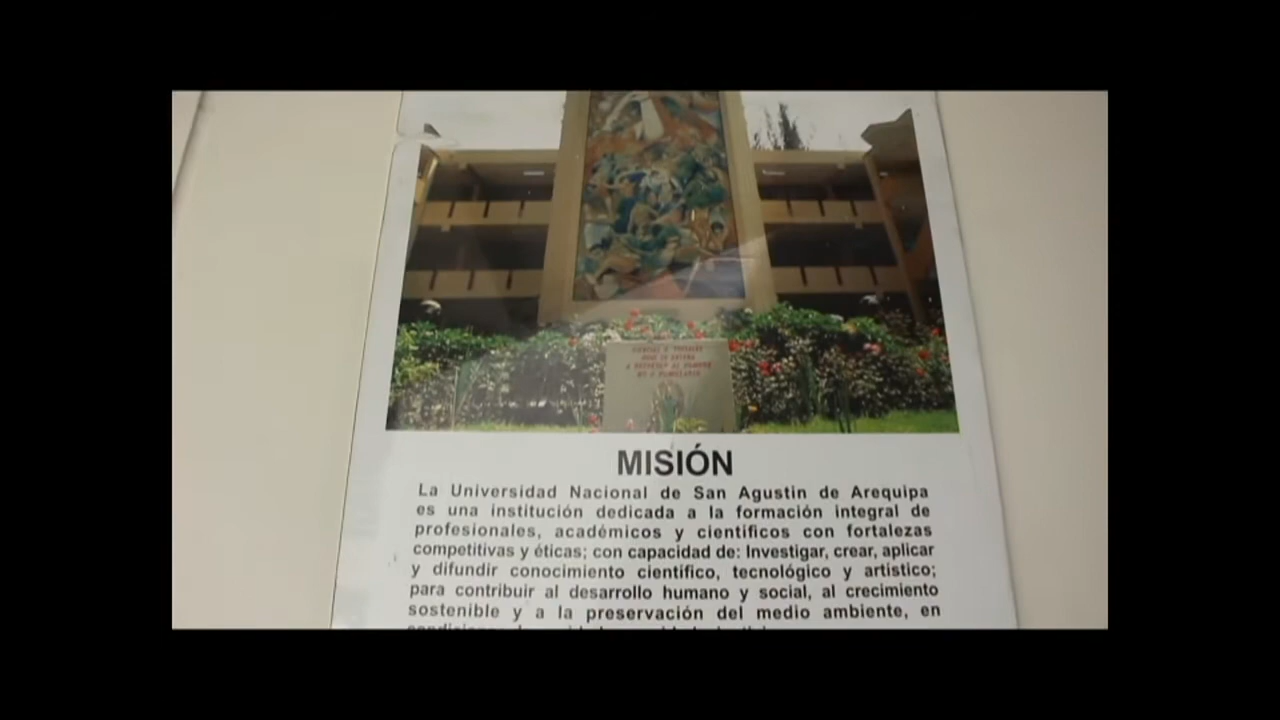 MISIÓN
La Universidad Nacional de San Agustin de Arequipa
es una institución dedicada a la formación integral de
profesionales, académicos y científicos con fortalezas
competitivas y éticas; con capacidad de: Investigar, crear, aplicar
y difundir conocimiento científico, tecnológico y artístico;
para contribuir al desarrollo humano y social, al crecimiento
sostenible y a la preservación del medio ambiente, en